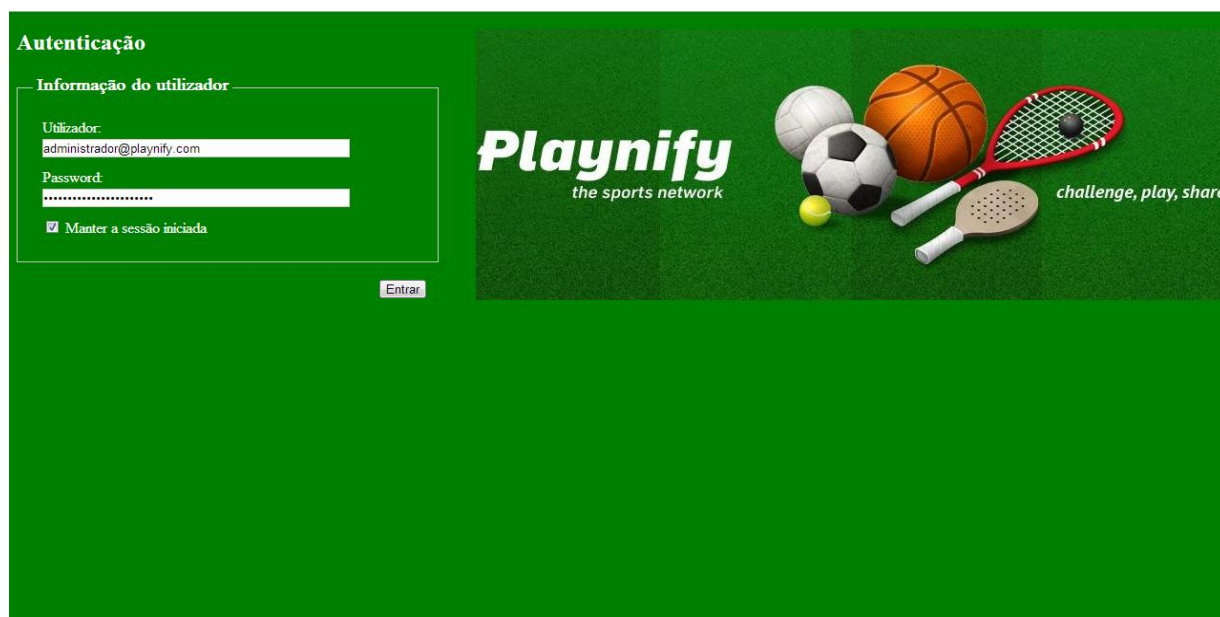 Autenticação
Informação do utilizador
Utilizador:
administrador@playnify.com
Password:
•••••••••••••••••••••••
Manter a sessão iniciada
Entrar
Playnify
the sports network
challenge, play, share